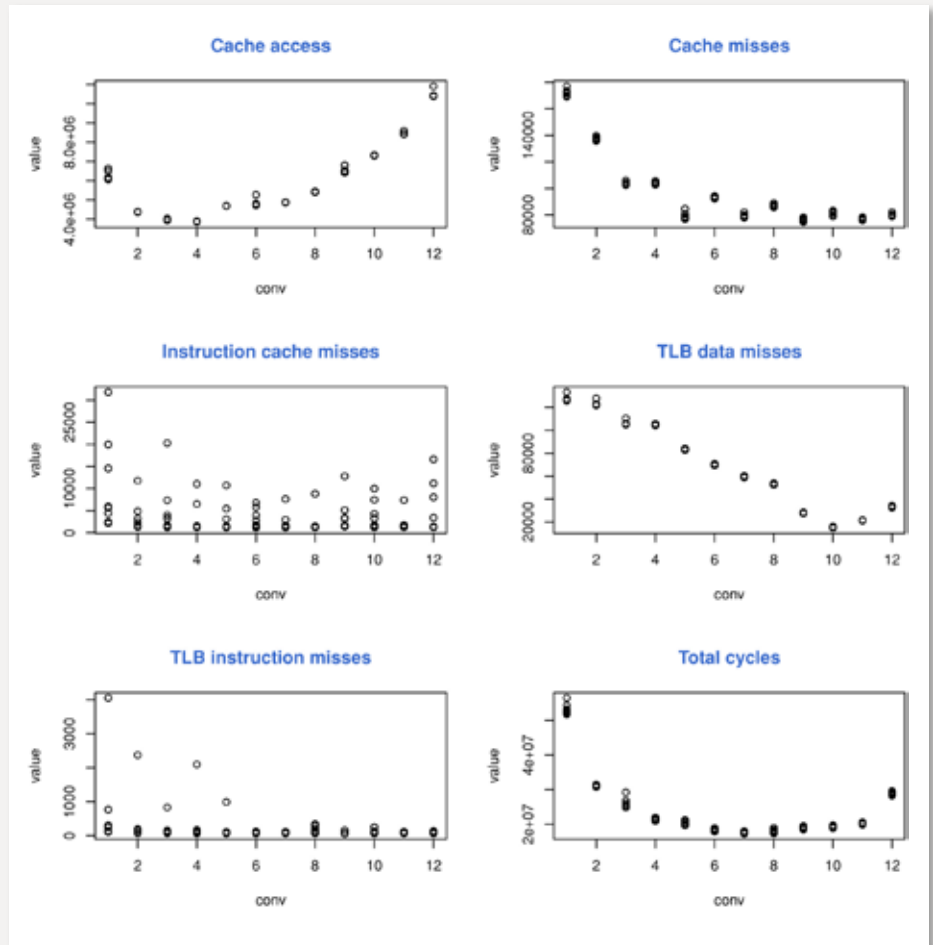 Cache access
value
4.0e+06 8.0e+06
2 4 6 8 10 12
conv
Cache misses
value
80000 140000
2 4 6 8 10 12
conv
Instruction cache misses
value
0 10000 25000
2 4 6 8 10 12
conv
TLB data misses
value
20000 80000
2 4 6 8 10 12
conv
TLB instruction misses
value
0 1000 3000
2 4 6 8 10 12
conv
Total cycles
value
2e+07 4e+07
2 4 6 8 10 12
conv